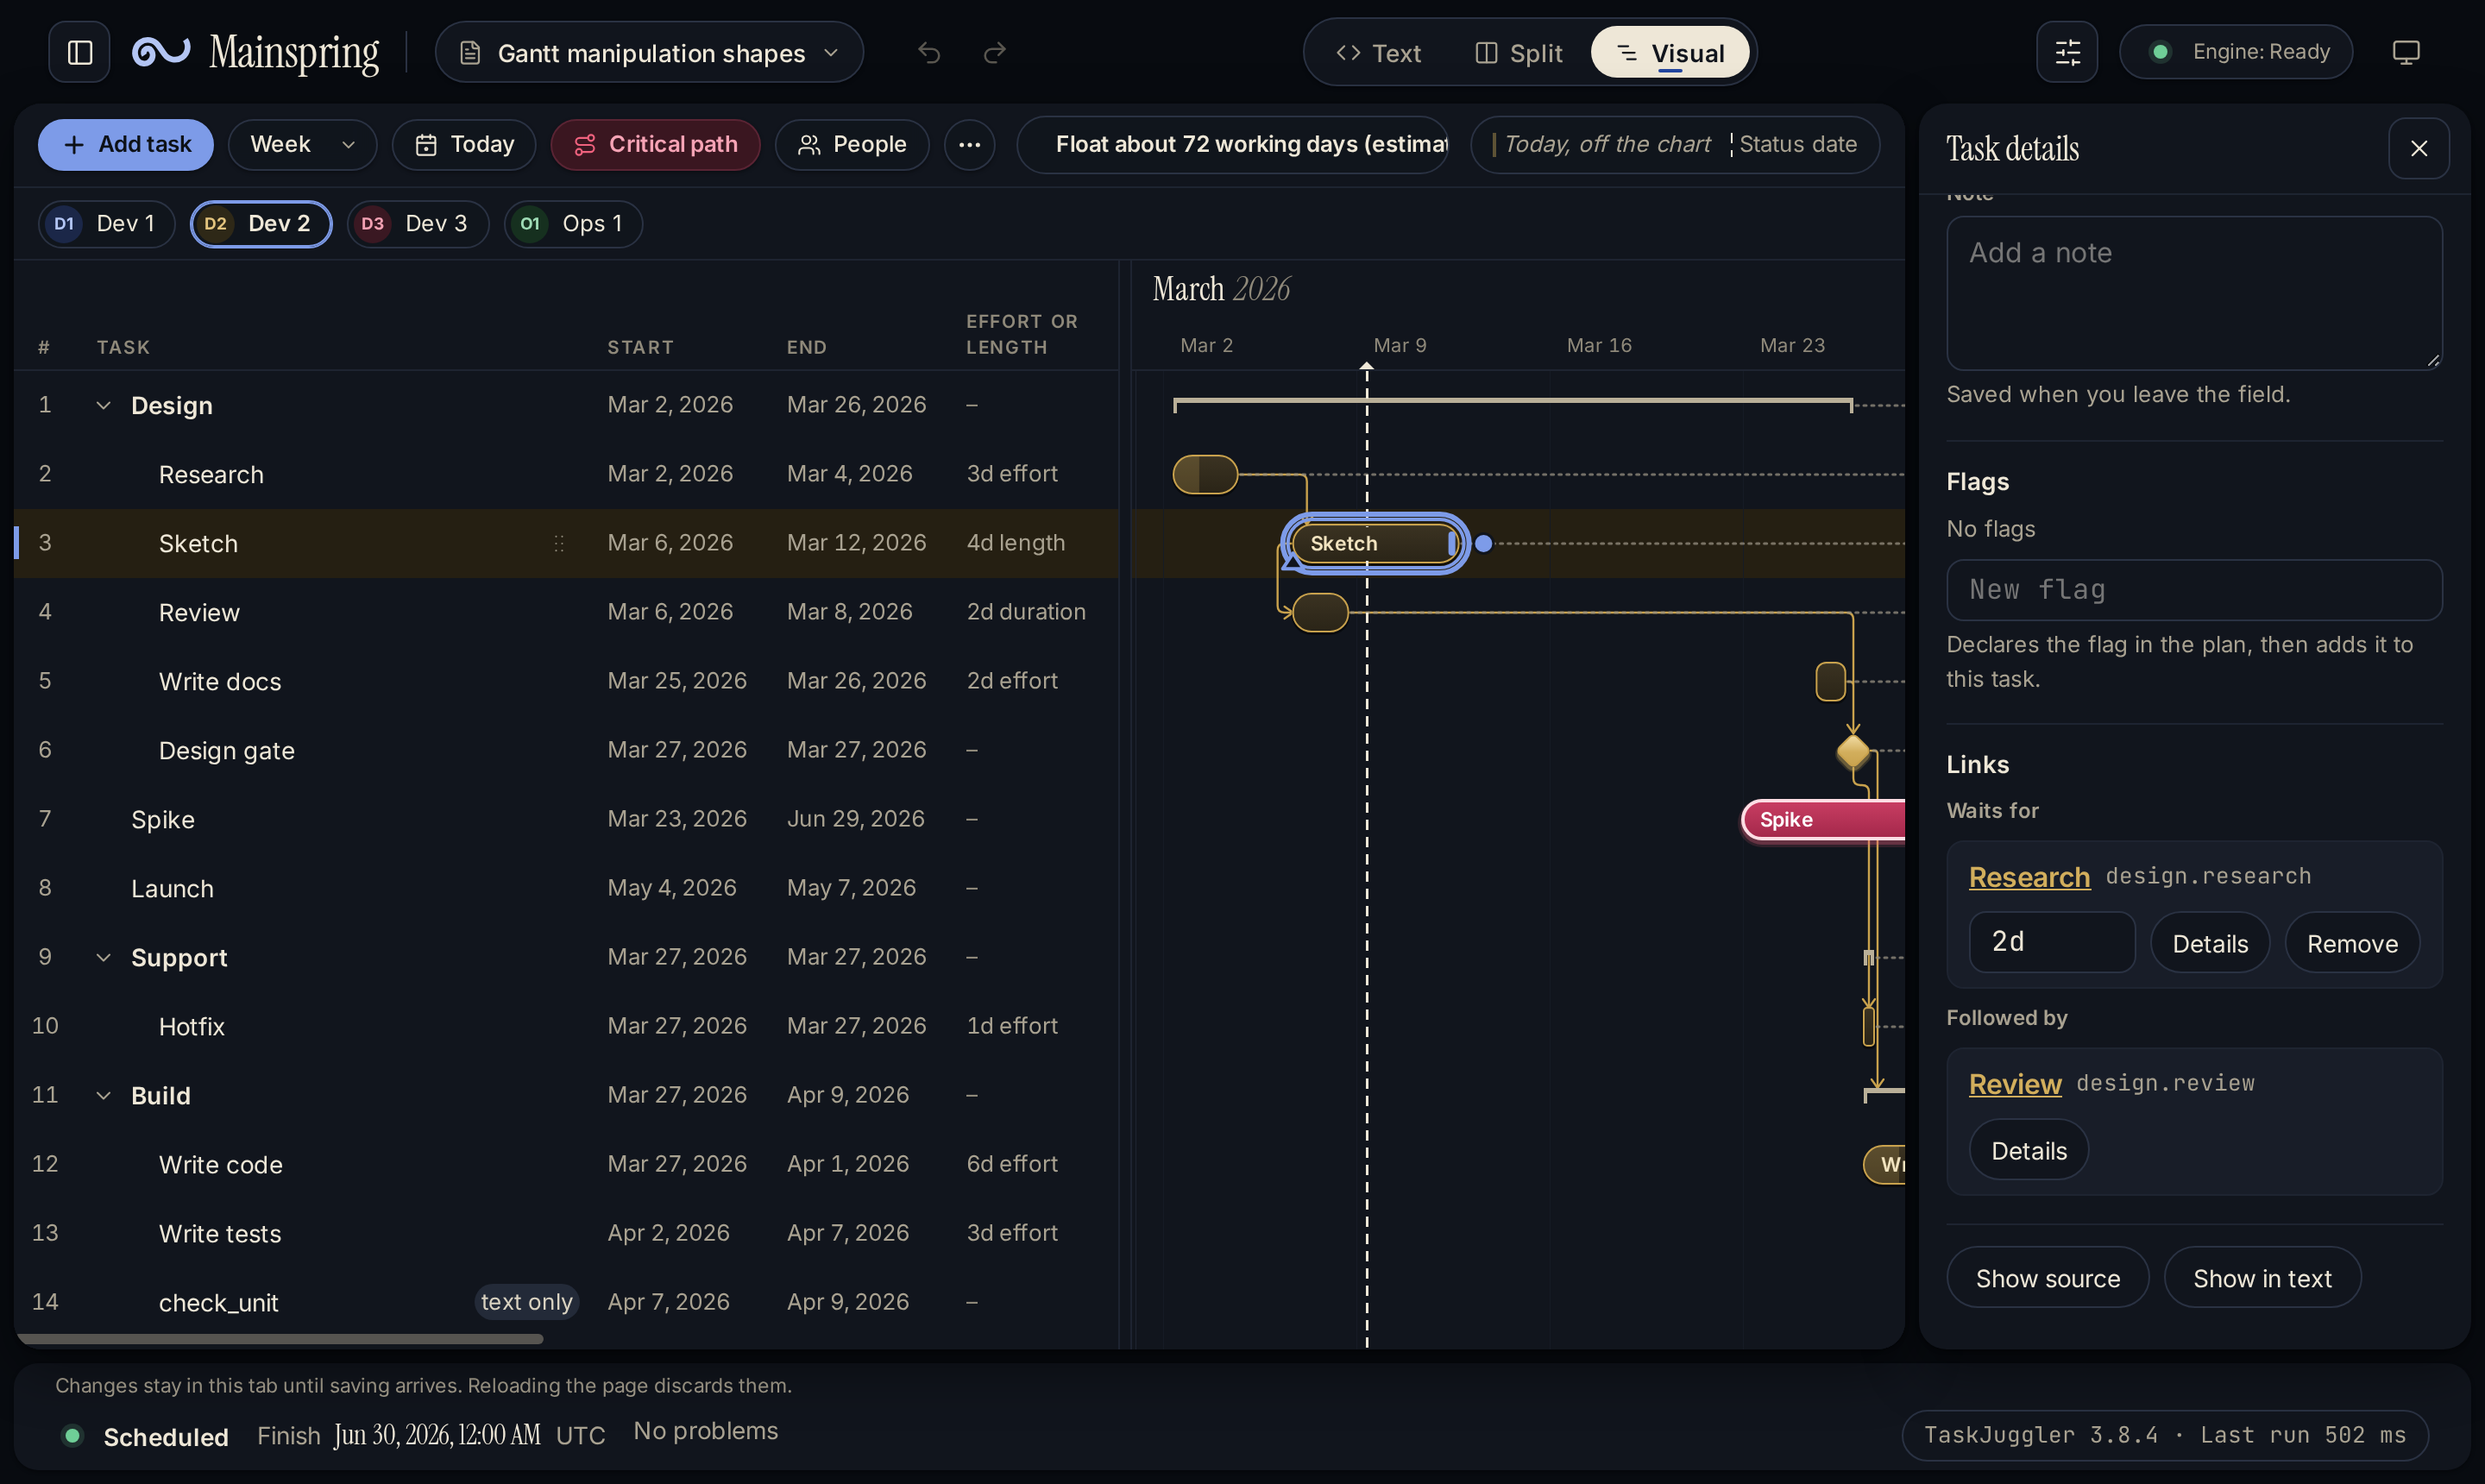 Mainspring
Gantt manipulation shapes
Text
Split
Visual
Engine: Ready
Add task
Week
Today
Critical path
People
Float about 72 working days (estimat
Today, off the chart
Status date
D1 Dev 1
D2 Dev 2
D3 Dev 3
O1 Ops 1
March 2026
# TASK START END EFFORT OR LENGTH
Mar 2 Mar 9 Mar 16 Mar 23
1 Design Mar 2, 2026 Mar 26, 2026 –
2 Research Mar 2, 2026 Mar 4, 2026 3d effort
3 Sketch Mar 6, 2026 Mar 12, 2026 4d length
Sketch
4 Review Mar 6, 2026 Mar 8, 2026 2d duration
5 Write docs Mar 25, 2026 Mar 26, 2026 2d effort
6 Design gate Mar 27, 2026 Mar 27, 2026 –
7 Spike Mar 23, 2026 Jun 29, 2026 –
Spike
8 Launch May 4, 2026 May 7, 2026 –
9 Support Mar 27, 2026 Mar 27, 2026 –
10 Hotfix Mar 27, 2026 Mar 27, 2026 1d effort
11 Build Mar 27, 2026 Apr 9, 2026 –
12 Write code Mar 27, 2026 Apr 1, 2026 6d effort
13 Write tests Apr 2, 2026 Apr 7, 2026 3d effort
14 check_unit text only Apr 7, 2026 Apr 9, 2026 –
Task details
Note
Add a note
Saved when you leave the field.
Flags
No flags
New flag
Declares the flag in the plan, then adds it to
this task.
Links
Waits for
Research design.research
2d
Details
Remove
Followed by
Review design.review
Details
Show source
Show in text
Changes stay in this tab until saving arrives. Reloading the page discards them.
Scheduled Finish Jun 30, 2026, 12:00 AM UTC No problems
TaskJuggler 3.8.4 · Last run 502 ms